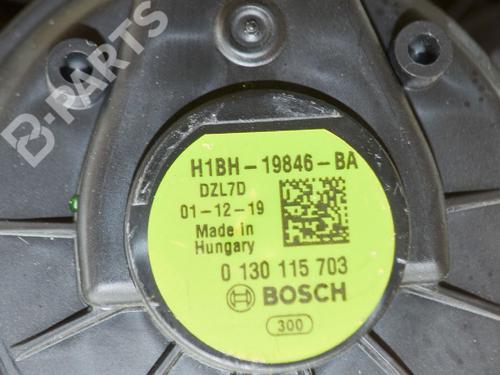 B-PARTS
H1BH-19846-BA
DZL7D
01-12-19
Made in
Hungary
0 130 115 703
BOSCH
300